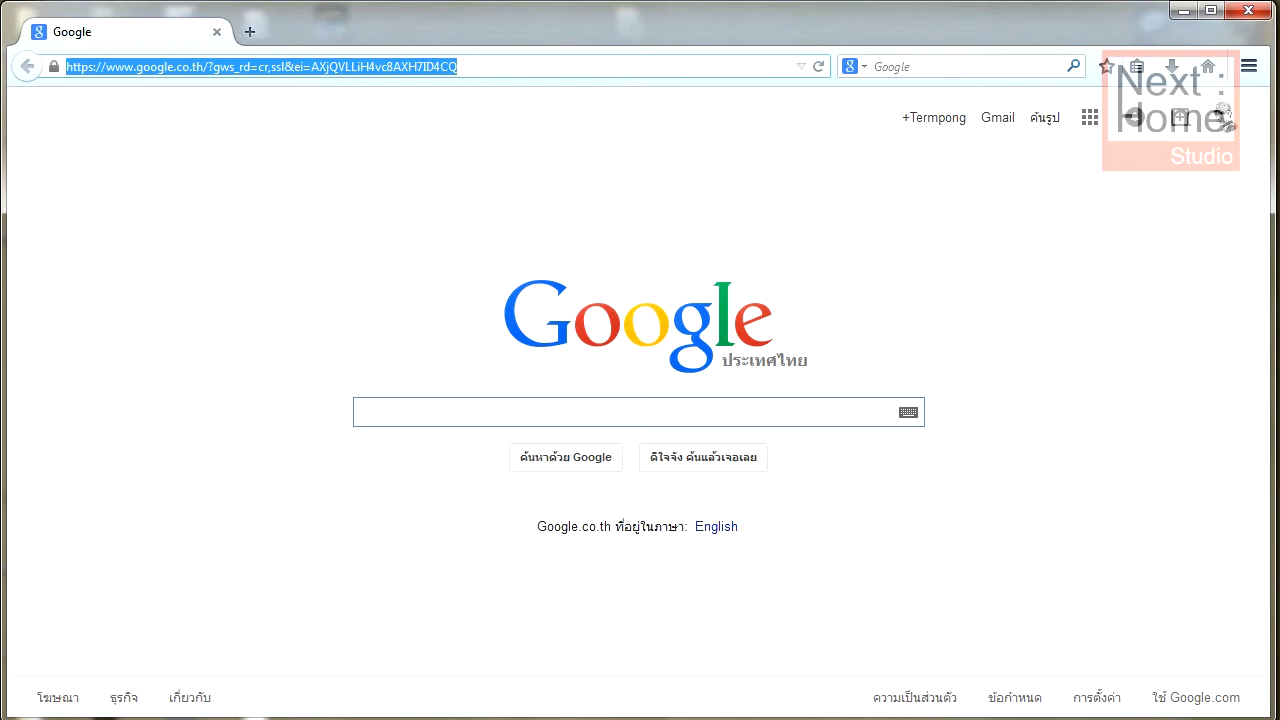 Google
https://www.google.co.th/?gws_rd=cr,ssl&ei=AXjQVLLiH4vc8AXH7ID4CQ
Google
Next :
Home
Studio
+Termpong Gmail ค้นรูป
Google
ประเทศไทย
ค้นหาด้วย Google ดีใจจัง ค้นแล้วเจอเลย
Google.co.th ที่อยู่ในภาษา: English
โฆษณา ธุรกิจ เกี่ยวกับ ความเป็นส่วนตัว ข้อกำหนด การตั้งค่า ใช้ Google.com